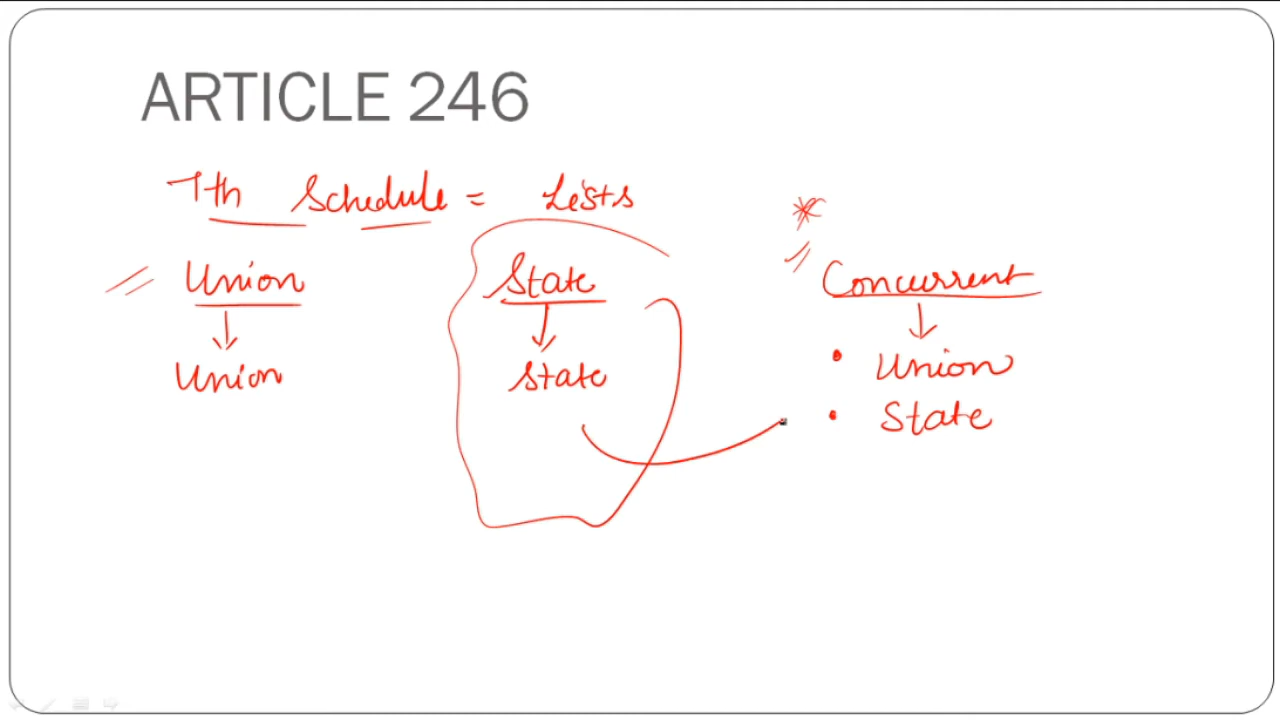 ARTICLE 246
7th Schedule = Lists
Union State Concurrent
Union State • Union
• State